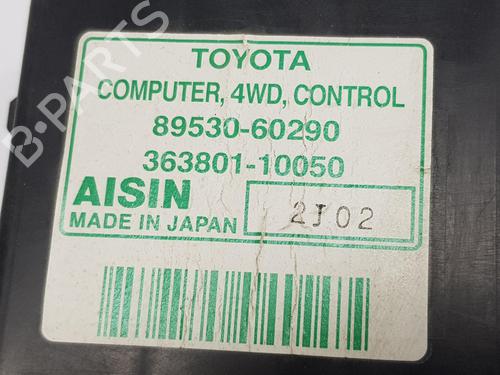 TOYOTA
COMPUTER, 4WD, CONTROL
89530-60290
363801-10050
AISIN
2J02
MADE IN JAPAN
B-PARTS